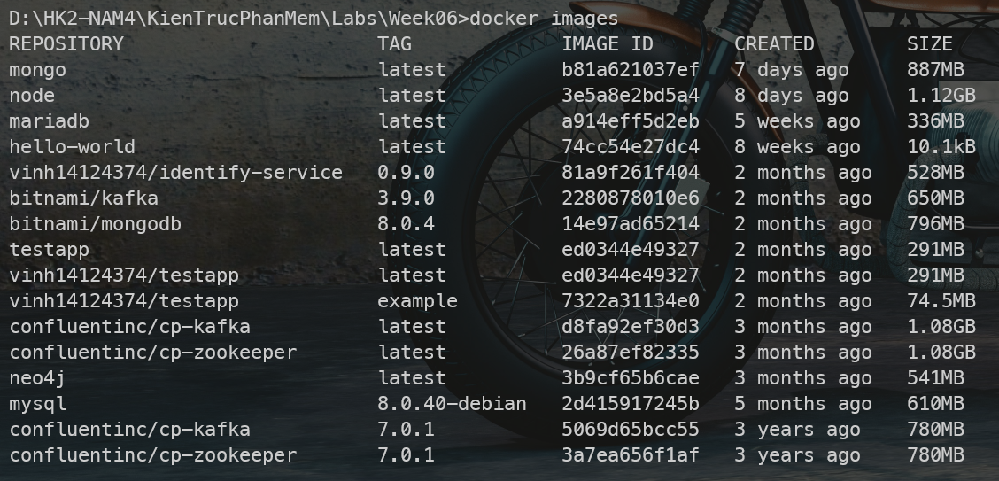 D:\HK2-NAM4\KienTrucPhanMem\Labs\Week06>docker images
REPOSITORY TAG IMAGE ID CREATED SIZE
mongo latest b81a621037ef 7 days ago 887MB
node latest 3e5a8e2bd5a4 8 days ago 1.12GB
mariadb latest a914eff5d2eb 5 weeks ago 336MB
hello-world latest 74cc54e27dc4 8 weeks ago 10.1kB
vinh14124374/identify-service 0.9.0 81a9f261f404 2 months ago 528MB
bitnami/kafka 3.9.0 2280878010e6 2 months ago 650MB
bitnami/mongodb 8.0.4 14e97ad65214 2 months ago 796MB
testapp latest ed0344e49327 2 months ago 291MB
vinh14124374/testapp latest ed0344e49327 2 months ago 291MB
vinh14124374/testapp example 7322a31134e0 2 months ago 74.5MB
confluentinc/cp-kafka latest d8fa92ef30d3 3 months ago 1.08GB
confluentinc/cp-zookeeper latest 26a87ef82335 3 months ago 1.08GB
neo4j latest 3b9cf65b6cae 3 months ago 541MB
mysql 8.0.40-debian 2d415917245b 5 months ago 610MB
confluentinc/cp-kafka 7.0.1 5069d65bcc55 3 years ago 780MB
confluentinc/cp-zookeeper 7.0.1 3a7ea656f1af 3 years ago 780MB